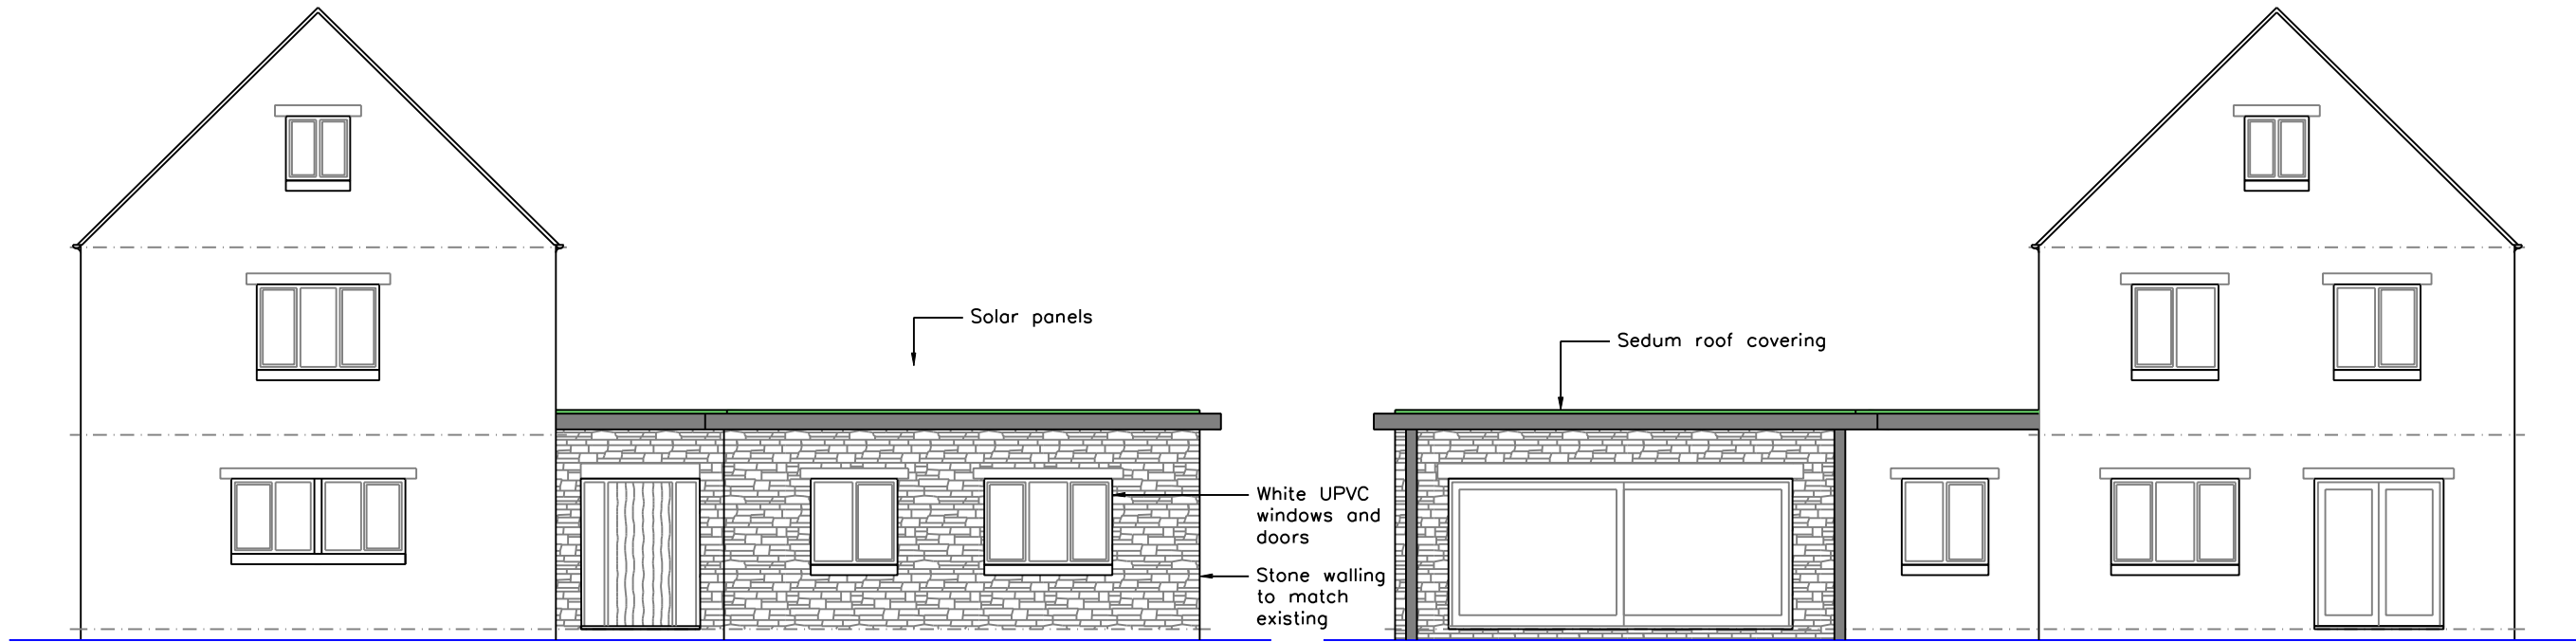 Solar panels
Sedum roof covering
White UPVC
windows and
doors
Stone walling
to match
existing